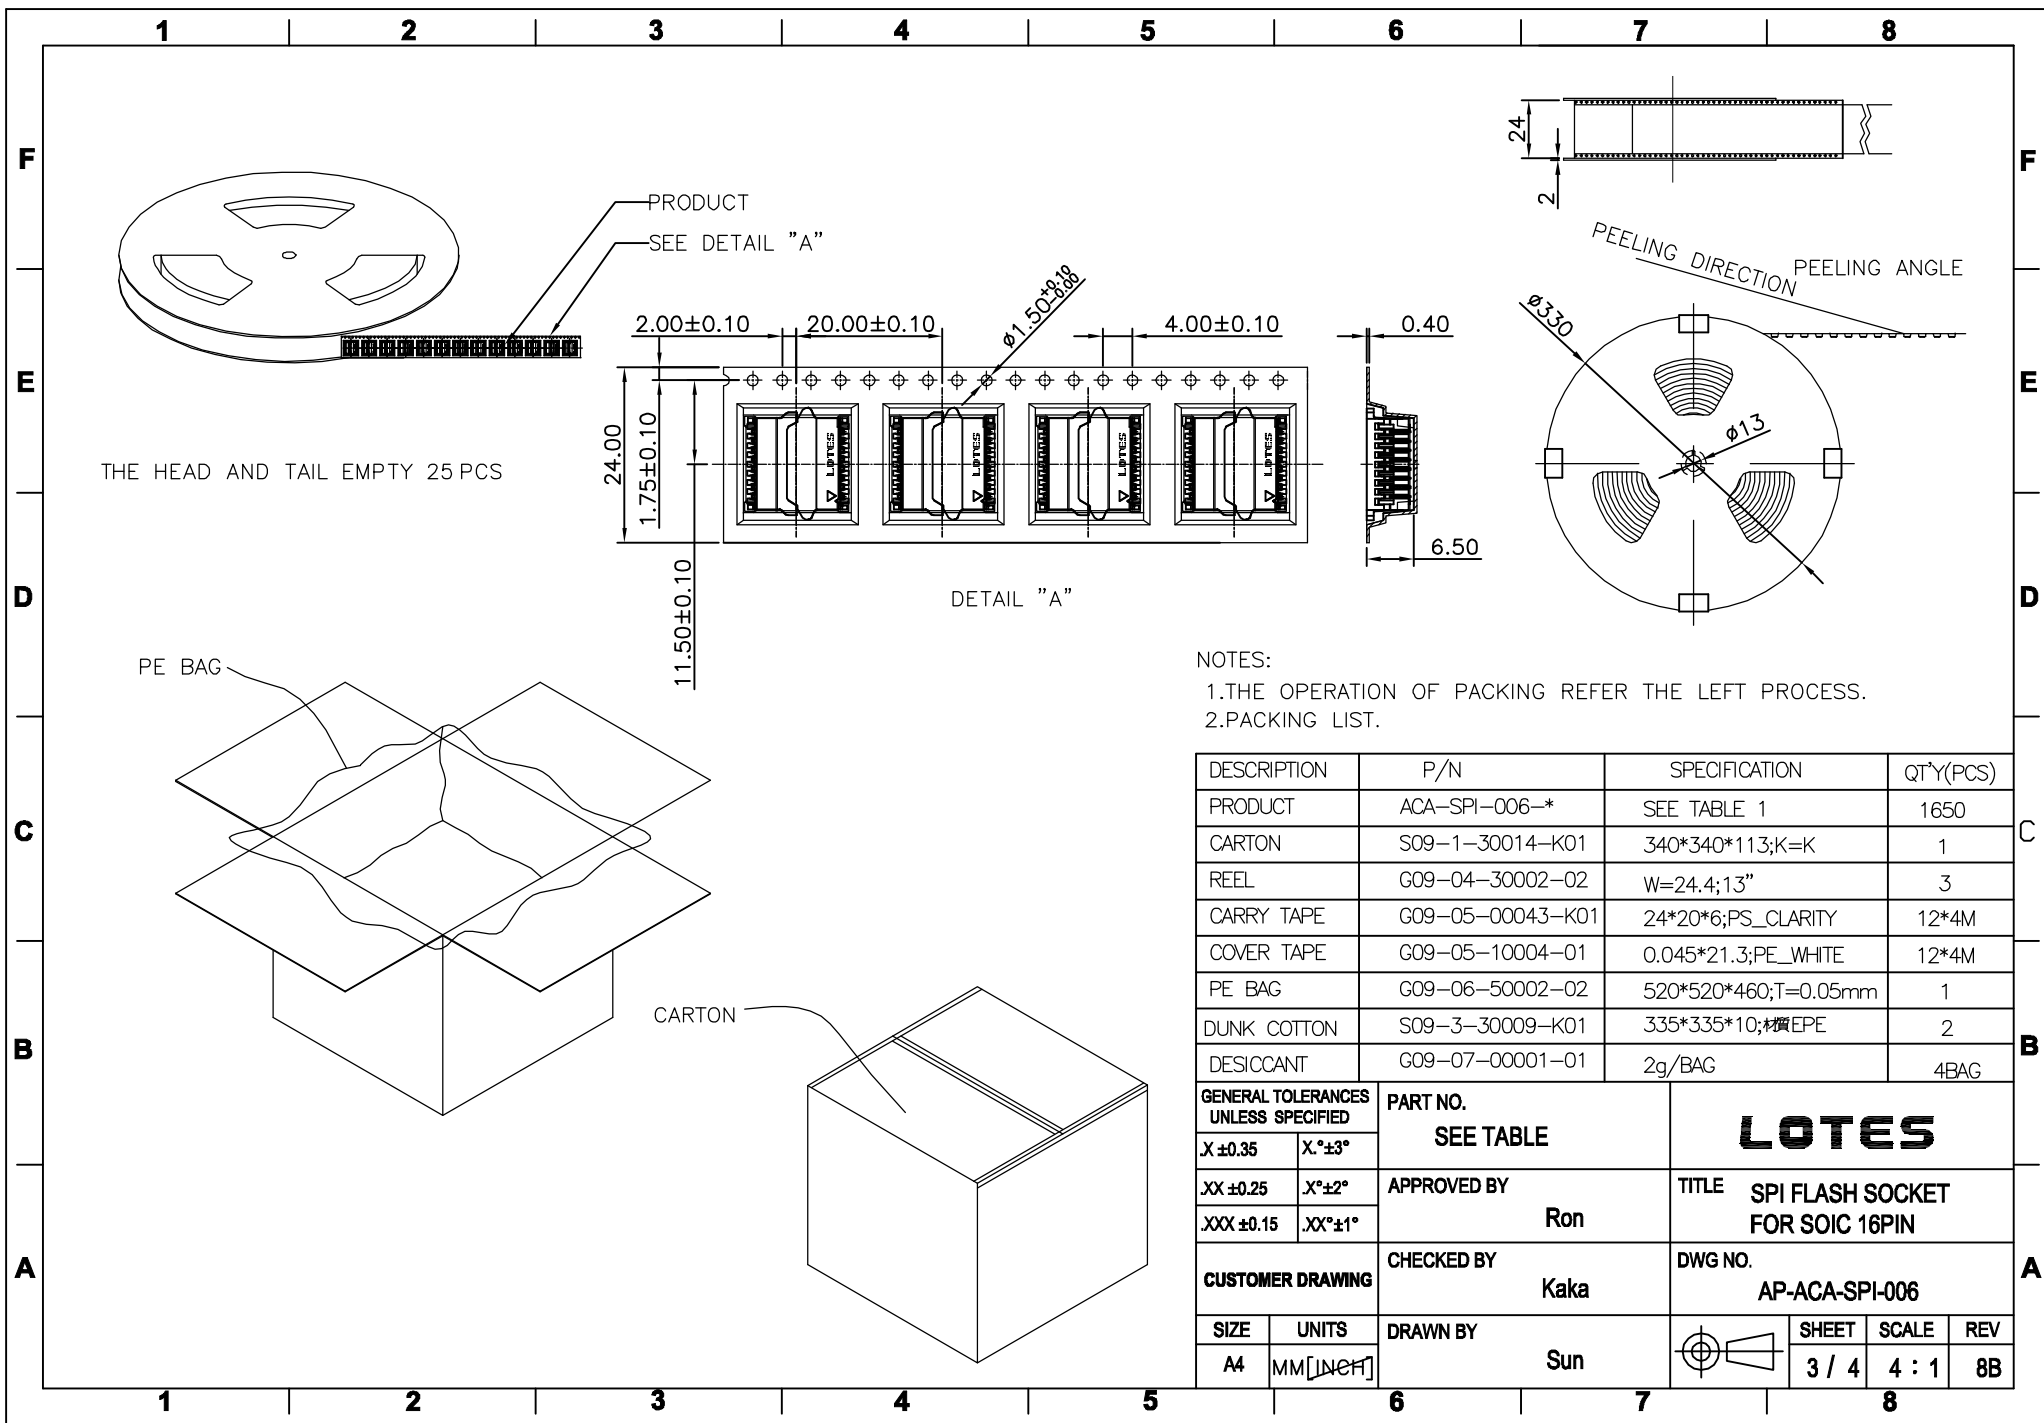 1 2 3 4 5 6 7 8
F
F
E
E
D
D
C
C
B
B
A
A
PRODUCT
SEE DETAIL "A"
THE HEAD AND TAIL EMPTY 25 PCS
2.00±0.10
20.00±0.10
ø1.50+0.10-0.00
4.00±0.10
0.40
24.00
1.75±0.10
11.50±0.10
LOTES
LOTES
LOTES
LOTES
6.50
DETAIL "A"
24
2
PEELING DIRECTION
PEELING ANGLE
ø330
ø13
PE BAG
CARTON
NOTES:
1.THE OPERATION OF PACKING REFER THE LEFT PROCESS.
2.PACKING LIST.
DESCRIPTION P/N SPECIFICATION QT'Y(PCS)
PRODUCT ACA-SPI-006-* SEE TABLE 1 1650
CARTON S09-1-30014-K01 340*340*113;K=K 1
REEL G09-04-30002-02 W=24.4;13" 3
CARRY TAPE G09-05-00043-K01 24*20*6;PS_CLARITY 12*4M
COVER TAPE G09-05-10004-01 0.045*21.3;PE_WHITE 12*4M
PE BAG G09-06-50002-02 520*520*460;T=0.05mm 1
DUNK COTTON S09-3-30009-K01 335*335*10;材質EPE 2
DESICCANT G09-07-00001-01 2g/BAG 4BAG
GENERAL TOLERANCES
UNLESS SPECIFIED
.X ±0.35 X.°±3°
.XX ±0.25 .X°±2°
.XXX ±0.15 .XX°±1°
CUSTOMER DRAWING
SIZE UNITS
A4 MM[INCH]
PART NO.
SEE TABLE
APPROVED BY
Ron
CHECKED BY
Kaka
DRAWN BY
Sun
LOTES
TITLE SPI FLASH SOCKET
FOR SOIC 16PIN
DWG NO.
AP-ACA-SPI-006
SHEET SCALE REV
3 / 4 4 : 1 8B
1 2 3 4 5 6 7 8